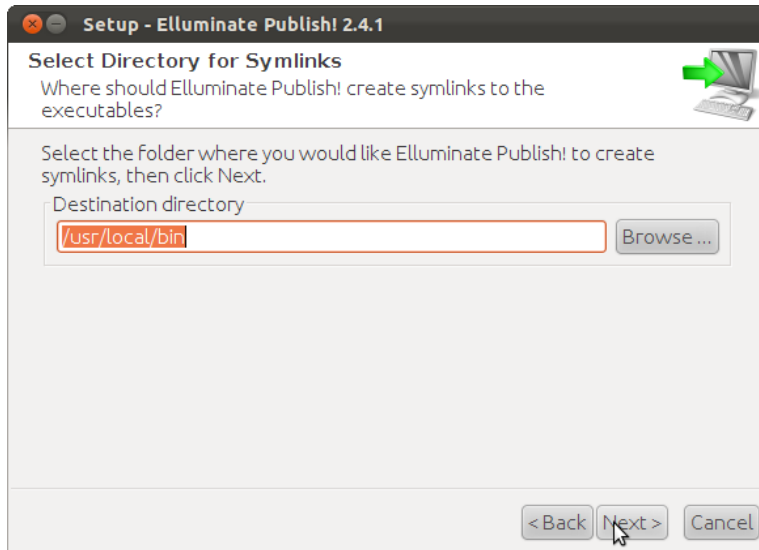 Setup - Elluminate Publish! 2.4.1
Select Directory for Symlinks
Where should Elluminate Publish! create symlinks to the
executables?
Select the folder where you would like Elluminate Publish! to create
symlinks, then click Next.
Destination directory
/usr/local/bin
Browse ...
< Back
Next >
Cancel